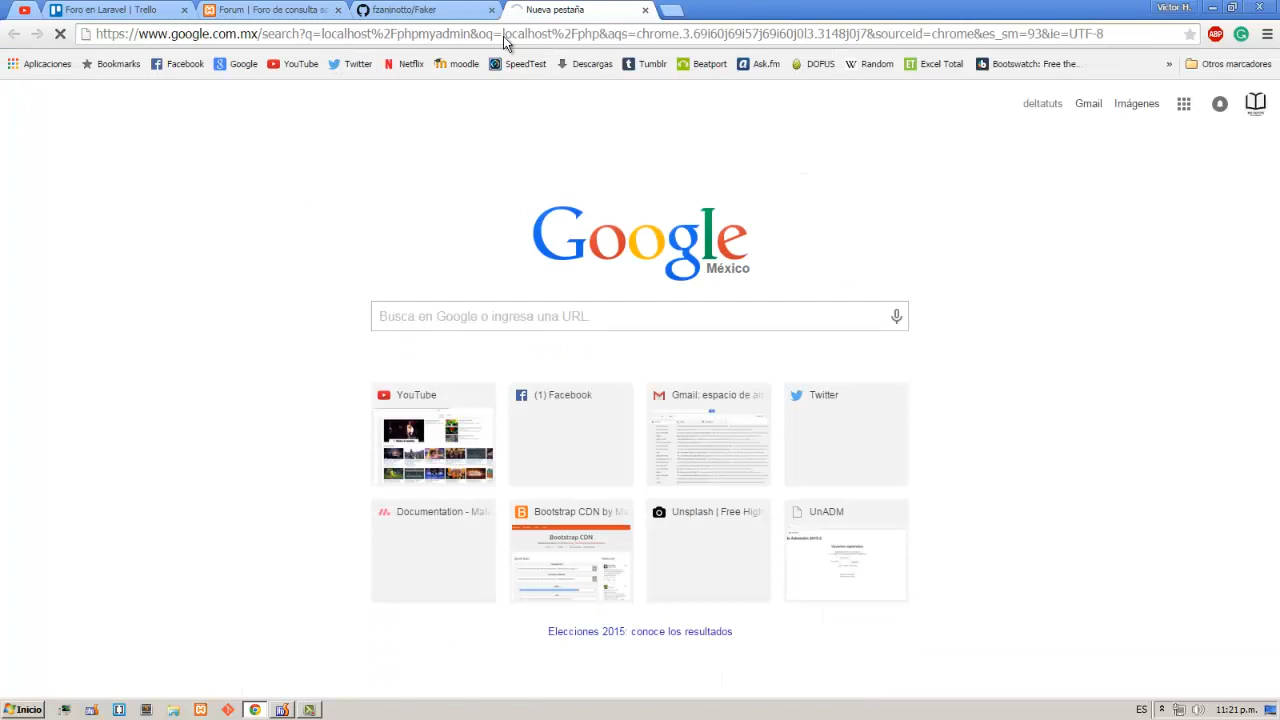 Foro en Laravel | Trello
Forum | Foro de consulta so
fzaninotto/Faker
Nueva pestaña
Victor H.
https://www.google.com.mx/search?q=localhost%2Fphpmyadmin&oq=localhost%2Fphp&aqs=chrome.3.69i60j69i57j69i60j0l3.3148j0j7&sourceid=chrome&es_sm=93&ie=UTF-8
ABP
Aplicaciones
Bookmarks
Facebook
Google
YouTube
Twitter
Netflix
moodle
SpeedTest
Descargas
Tumblr
Beatport
Ask.fm
DOFUS
Random
Excel Total
Bootswatch: Free the...
»
Otros marcadores
deltatuts
Gmail
Imágenes
Google
México
Busca en Google o ingresa una URL.
YouTube
(1) Facebook
Gmail: espacio de alm
Twitter
Documentation - Mate
Bootstrap CDN by Ma
Unsplash | Free High
UnADM
Bootstrap CDN
Elecciones 2015: conoce los resultados
Inicio
ES
11:21 p.m.